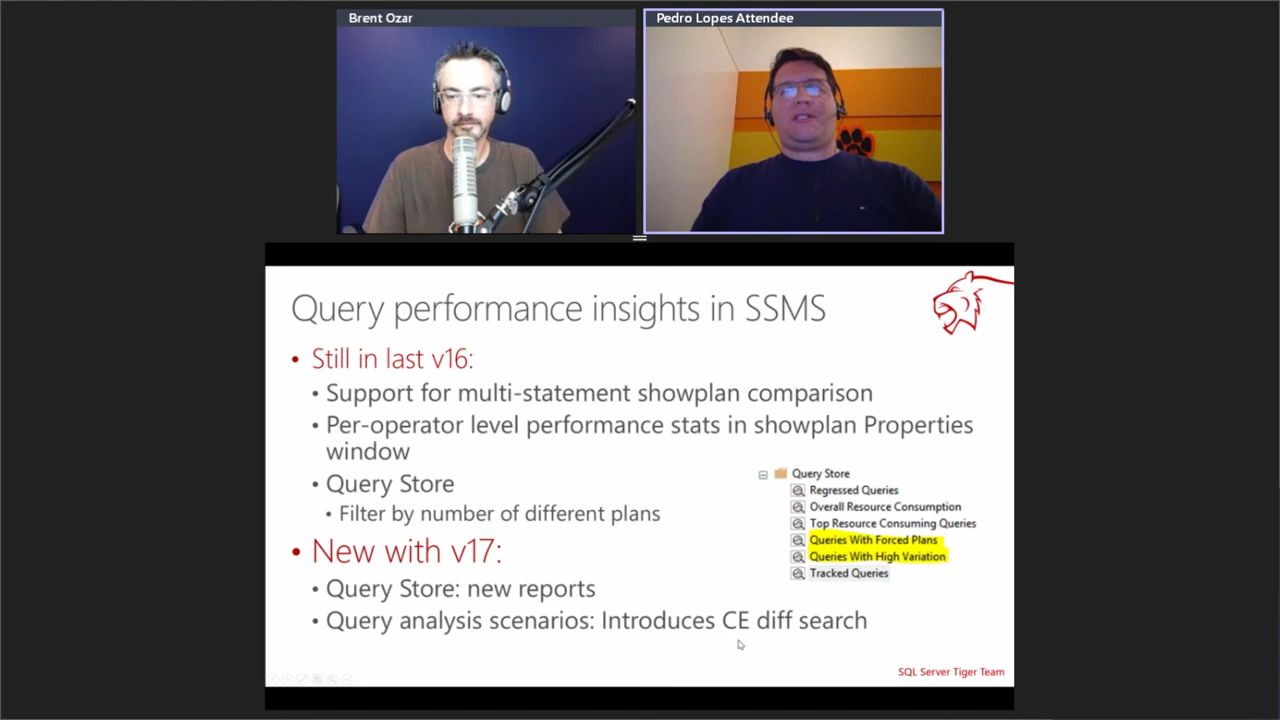 Brent Ozar
Pedro Lopes Attendee
Query performance insights in SSMS
• Still in last v16:
• Support for multi-statement showplan comparison
• Per-operator level performance stats in showplan Properties
window
• Query Store
• Filter by number of different plans
• New with v17:
• Query Store: new reports
• Query analysis scenarios: Introduces CE diff search
Query Store
Regressed Queries
Overall Resource Consumption
Top Resource Consuming Queries
Queries With Forced Plans
Queries With High Variation
Tracked Queries
SQL Server Tiger Team